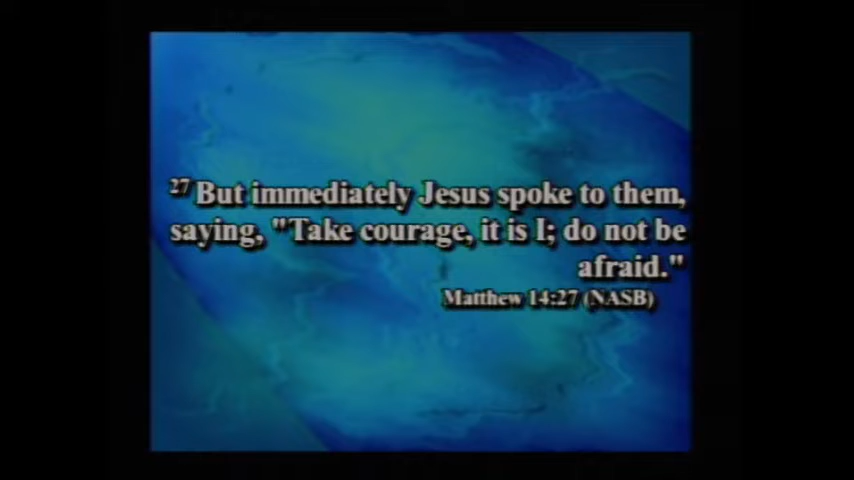 27 But immediately Jesus spoke to them,
saying, "Take courage, it is I; do not be
afraid."
Matthew 14:27 (NASB)